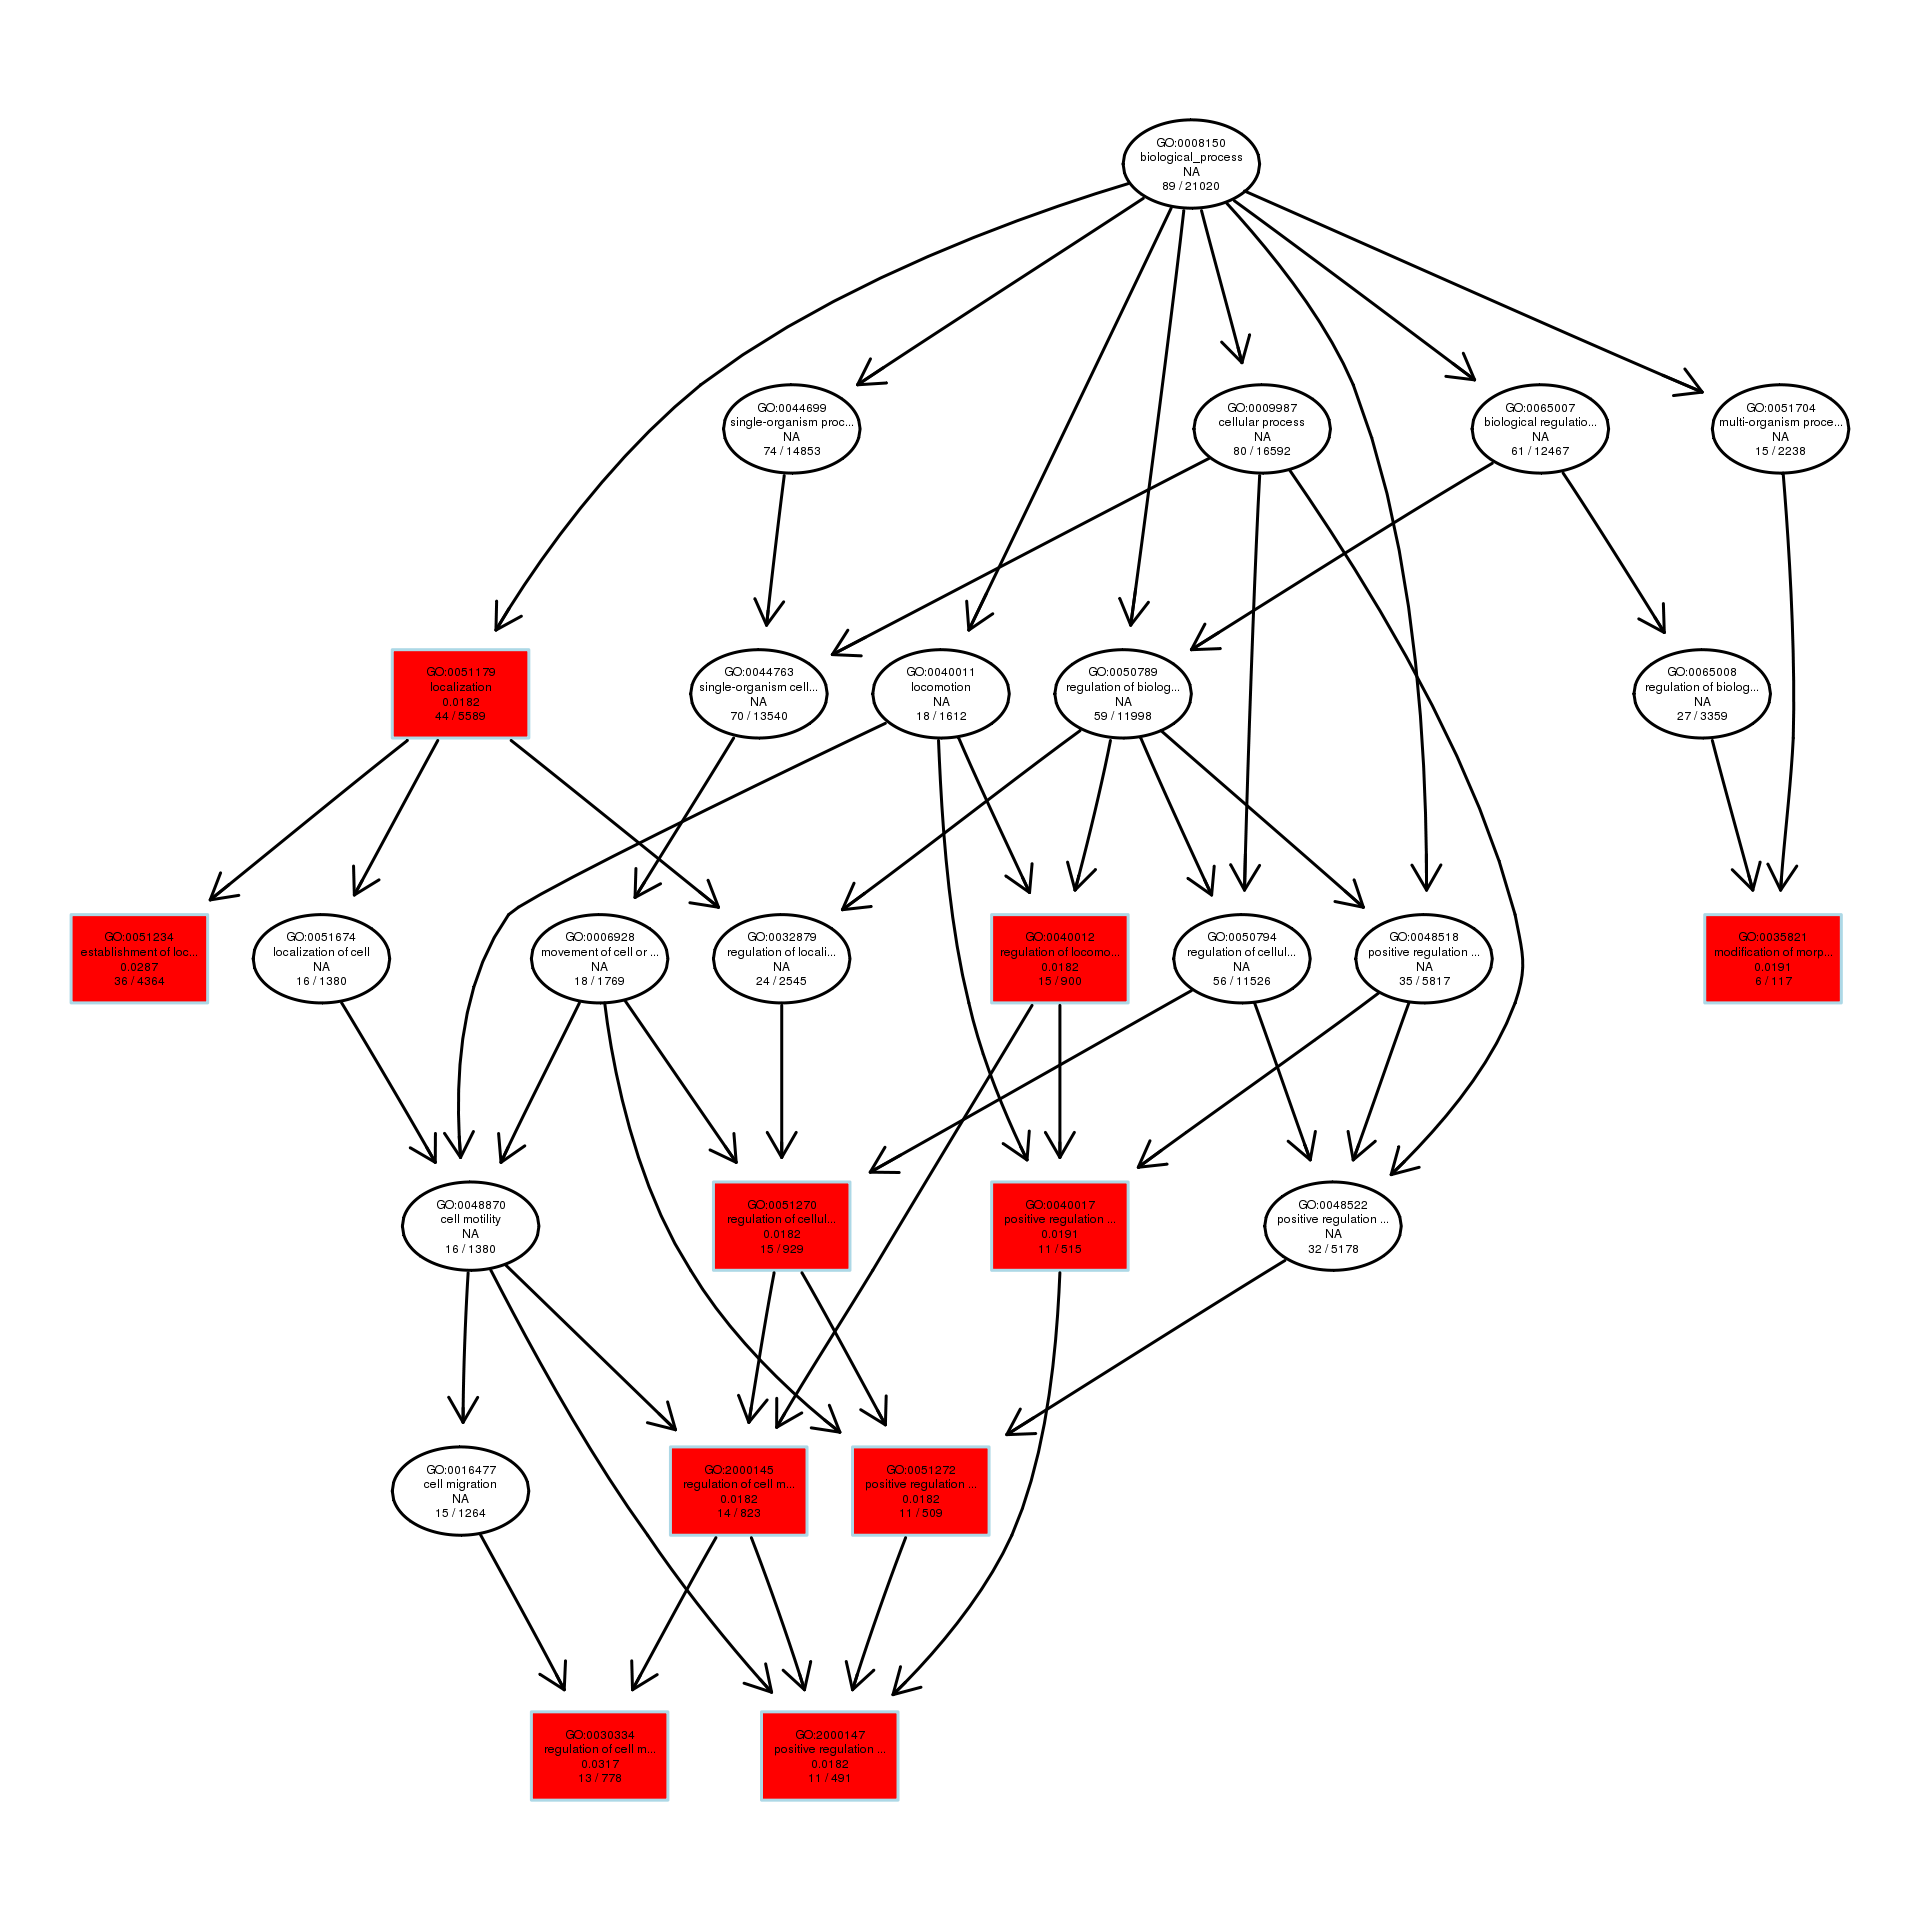 GO:0008150
biological_process
NA
89 / 21020
GO:0044699
single-organism proc...
NA
74 / 14853
GO:0009987
cellular process
NA
80 / 16592
GO:0065007
biological regulatio...
NA
61 / 12467
GO:0051704
multi-organism proce...
NA
15 / 2238
GO:0051179
localization
0.0182
44 / 5589
GO:0044763
single-organism cell...
NA
70 / 13540
GO:0040011
locomotion
NA
18 / 1612
GO:0050789
regulation of biolog...
NA
59 / 11998
GO:0065008
regulation of biolog...
NA
27 / 3359
GO:0051234
establishment of loc...
0.0287
36 / 4364
GO:0051674
localization of cell
NA
16 / 1380
GO:0006928
movement of cell or ...
NA
18 / 1769
GO:0032879
regulation of locali...
NA
24 / 2545
GO:0040012
regulation of locomo...
0.0182
15 / 900
GO:0050794
regulation of cellul...
NA
56 / 11526
GO:0048518
positive regulation ...
NA
35 / 5817
GO:0035821
modification of morp...
0.0191
6 / 117
GO:0048870
cell motility
NA
16 / 1380
GO:0051270
regulation of cellul...
0.0182
15 / 929
GO:0040017
positive regulation ...
0.0191
11 / 515
GO:0048522
positive regulation ...
NA
32 / 5178
GO:0016477
cell migration
NA
15 / 1264
GO:2000145
regulation of cell m...
0.0182
14 / 823
GO:0051272
positive regulation ...
0.0182
11 / 509
GO:0030334
regulation of cell m...
0.0317
13 / 778
GO:2000147
positive regulation ...
0.0182
11 / 491